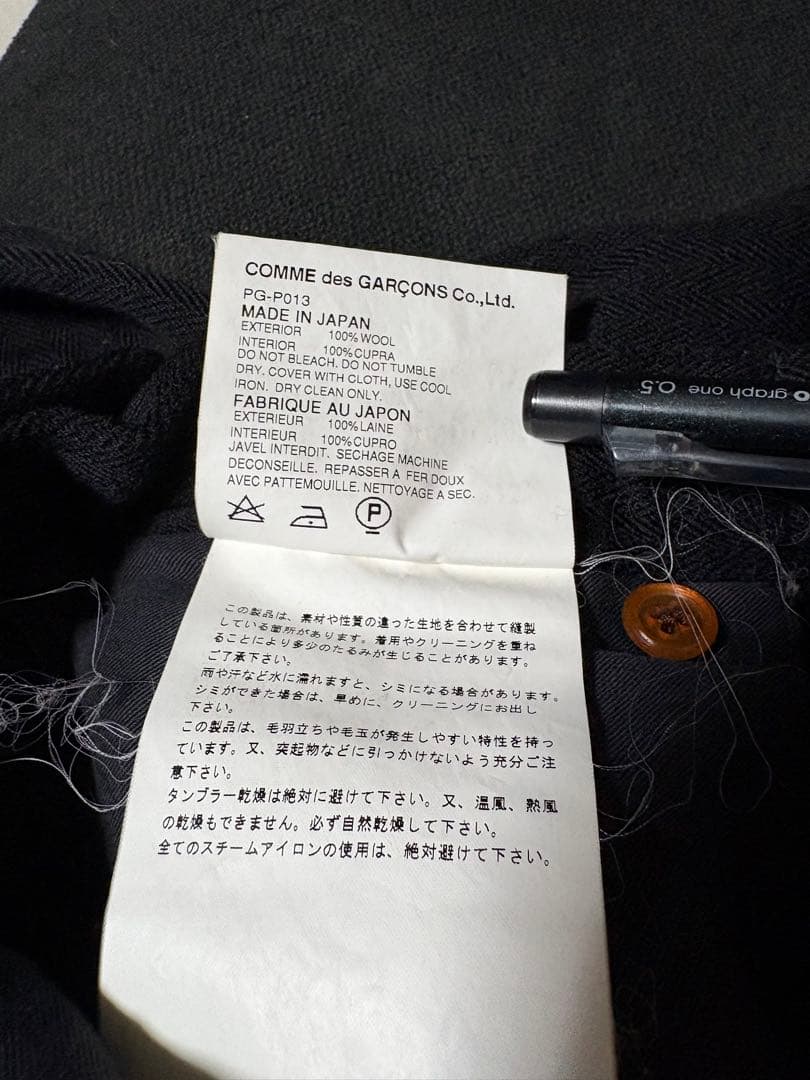 COMME des GARÇONS Co.,Ltd.
PG-P013
MADE IN JAPAN
EXTERIOR 100% WOOL
INTERIOR 100% CUPRA
DO NOT BLEACH. DO NOT TUMBLE
DRY. COVER WITH CLOTH, USE COOL
IRON. DRY CLEAN ONLY.
FABRIQUE AU JAPON
EXTERIEUR 100% LAINE
INTERIEUR 100% CUPRO
JAVEL INTERDIT. SECHAGE MACHINE
DECONSEILLE. REPASSER A FER DOUX
AVEC PATTEMOUILLE. NETTOYAGE A SEC.
P
この製品は、素材や性質の違った生地を合わせて縫製
している箇所があります。着用やクリーニングを重ね
ることにより多少のたるみが生じることがあります。
ご了承下さい。
雨や汗など水に濡れますと、シミになる場合があります。
シミができた場合は、早めに、クリーニングにお出し
下さい。
この製品は、毛羽立ちや毛玉が発生しやすい特性を持っ
ています。又、突起物などに引っかけないよう充分ご注
意下さい。
タンブラー乾燥は絶対に避けて下さい。又、温風、熱風
の乾燥もできません。必ず自然乾燥して下さい。
全てのスチームアイロンの使用は、絶対避けて下さい。
graph one 0.5